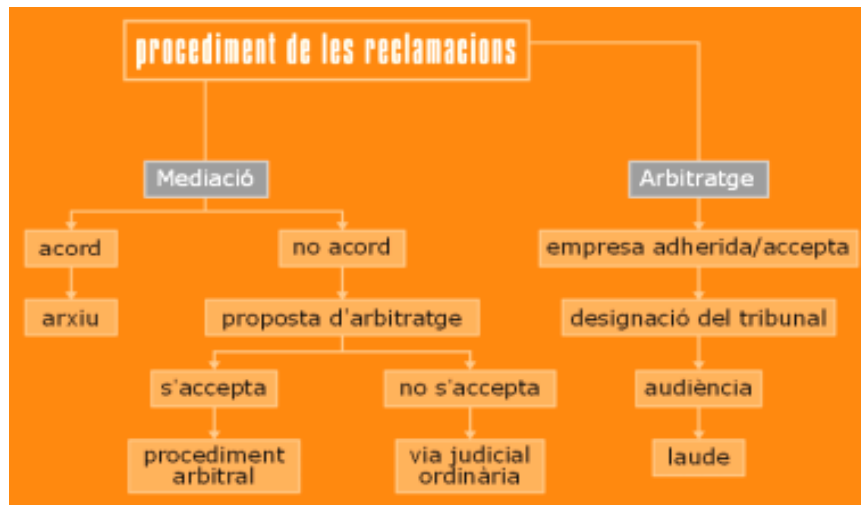 procediment de les reclamacions
Mediació
Arbitratge
acord
no acord
empresa adherida/accepta
arxiu
proposta d'arbitratge
designació del tribunal
s'accepta
no s'accepta
audiència
procediment
arbitral
via judicial
ordinària
laude